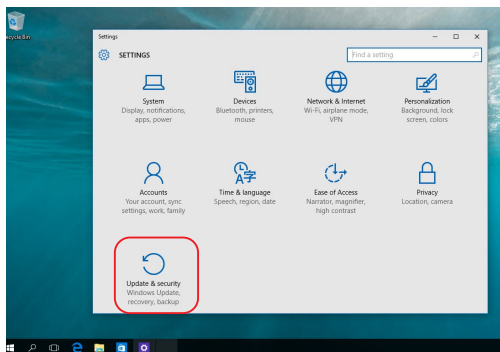 Recycle Bin
Settings
SETTINGS
Find a setting
System
Display, notifications,
apps, power
Devices
Bluetooth, printers,
mouse
Network & Internet
Wi-Fi, airplane mode,
VPN
Personalization
Background, lock
screen, colors
Accounts
Your account, sync
settings, work, family
Time & language
Speech, region, date
Ease of Access
Narrator, magnifier,
high contrast
Privacy
Location, camera
Update & security
Windows Update,
recovery, backup